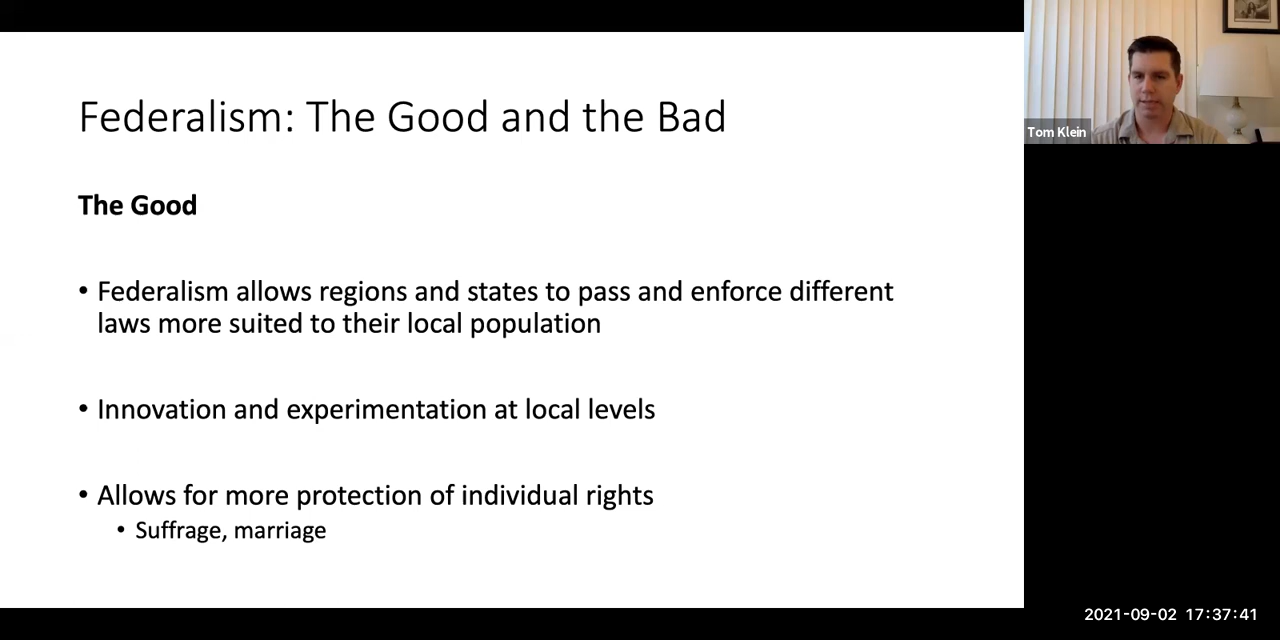 Federalism: The Good and the Bad
The Good
• Federalism allows regions and states to pass and enforce different
laws more suited to their local population
• Innovation and experimentation at local levels
• Allows for more protection of individual rights
• Suffrage, marriage
Tom Klein
2021-09-02 17:37:41